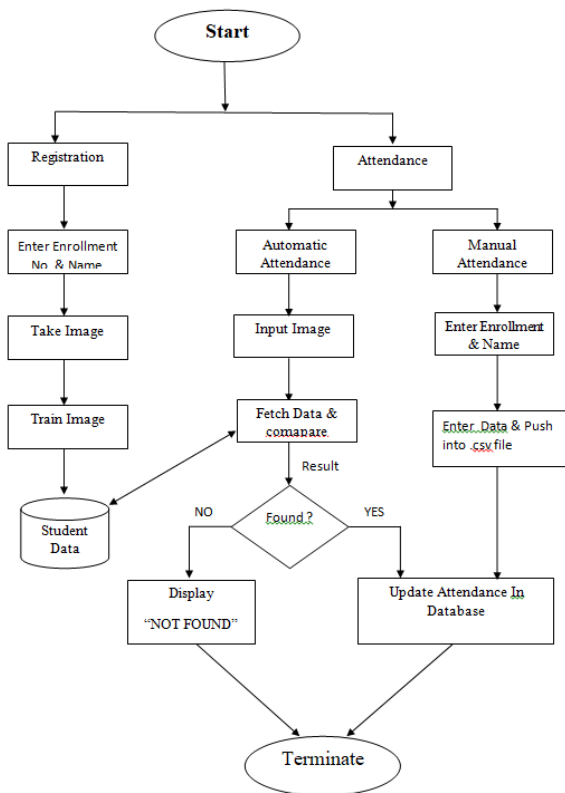 Start
Registration
Attendance
Enter Enrollment
No. & Name
Automatic
Attendance
Manual
Attendance
Take Image
Input Image
Enter Enrollment
& Name
Train Image
Fetch Data &
comapare
Enter Data & Push
into .csv file
Result
Student
Data
NO
Found ?
YES
Display
“NOT FOUND”
Update Attendance In
Database
Terminate